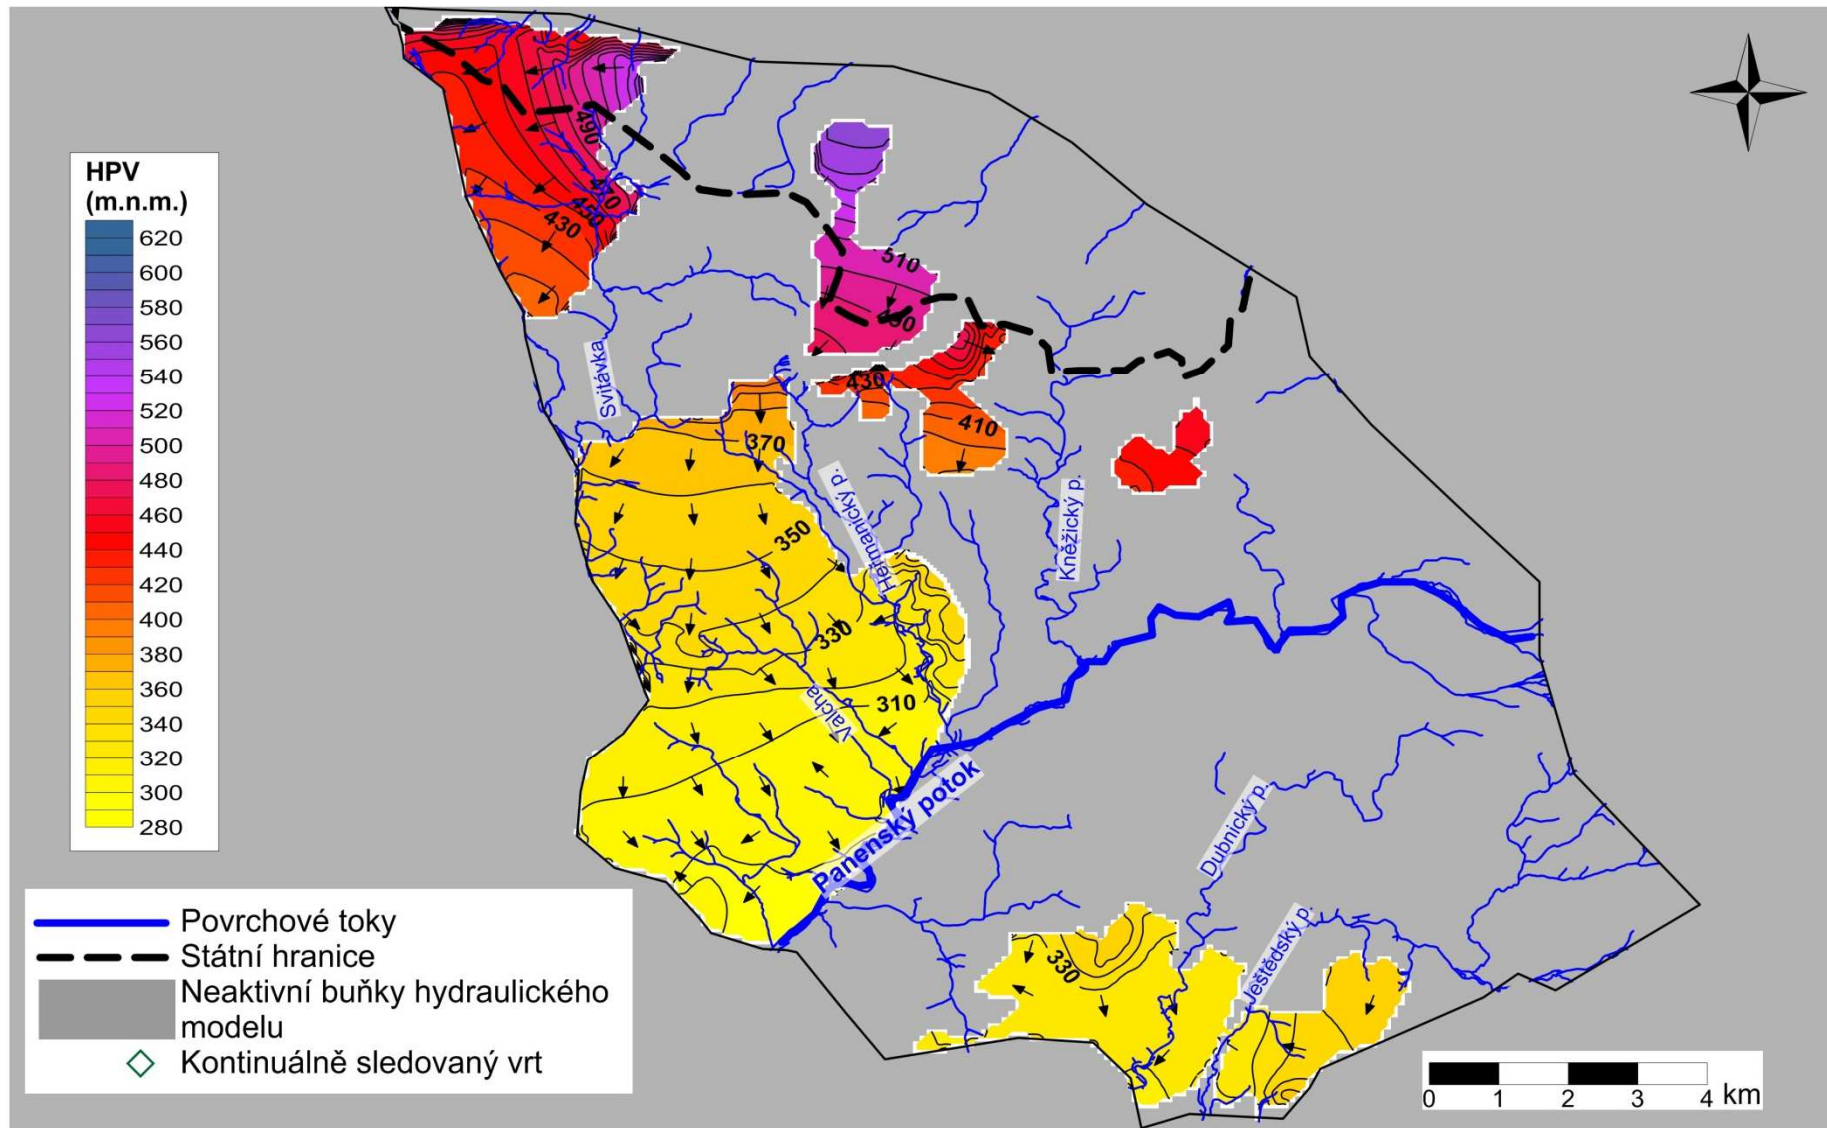 HPV
(m.n.m.)
620
600
580
560
540
520
500
480
460
440
420
400
380
360
340
320
300
280
490
470
450
430
510
490
430
410
370
350
330
310
330
Svitávka
Heřmanický p.
Kněžický p.
Valcha
Panenský potok
Dubnický p.
Ještědský p.
Povrchové toky
Státní hranice
Neaktivní buňky hydraulického
modelu
Kontinuálně sledovaný vrt
0 1 2 3 4 km